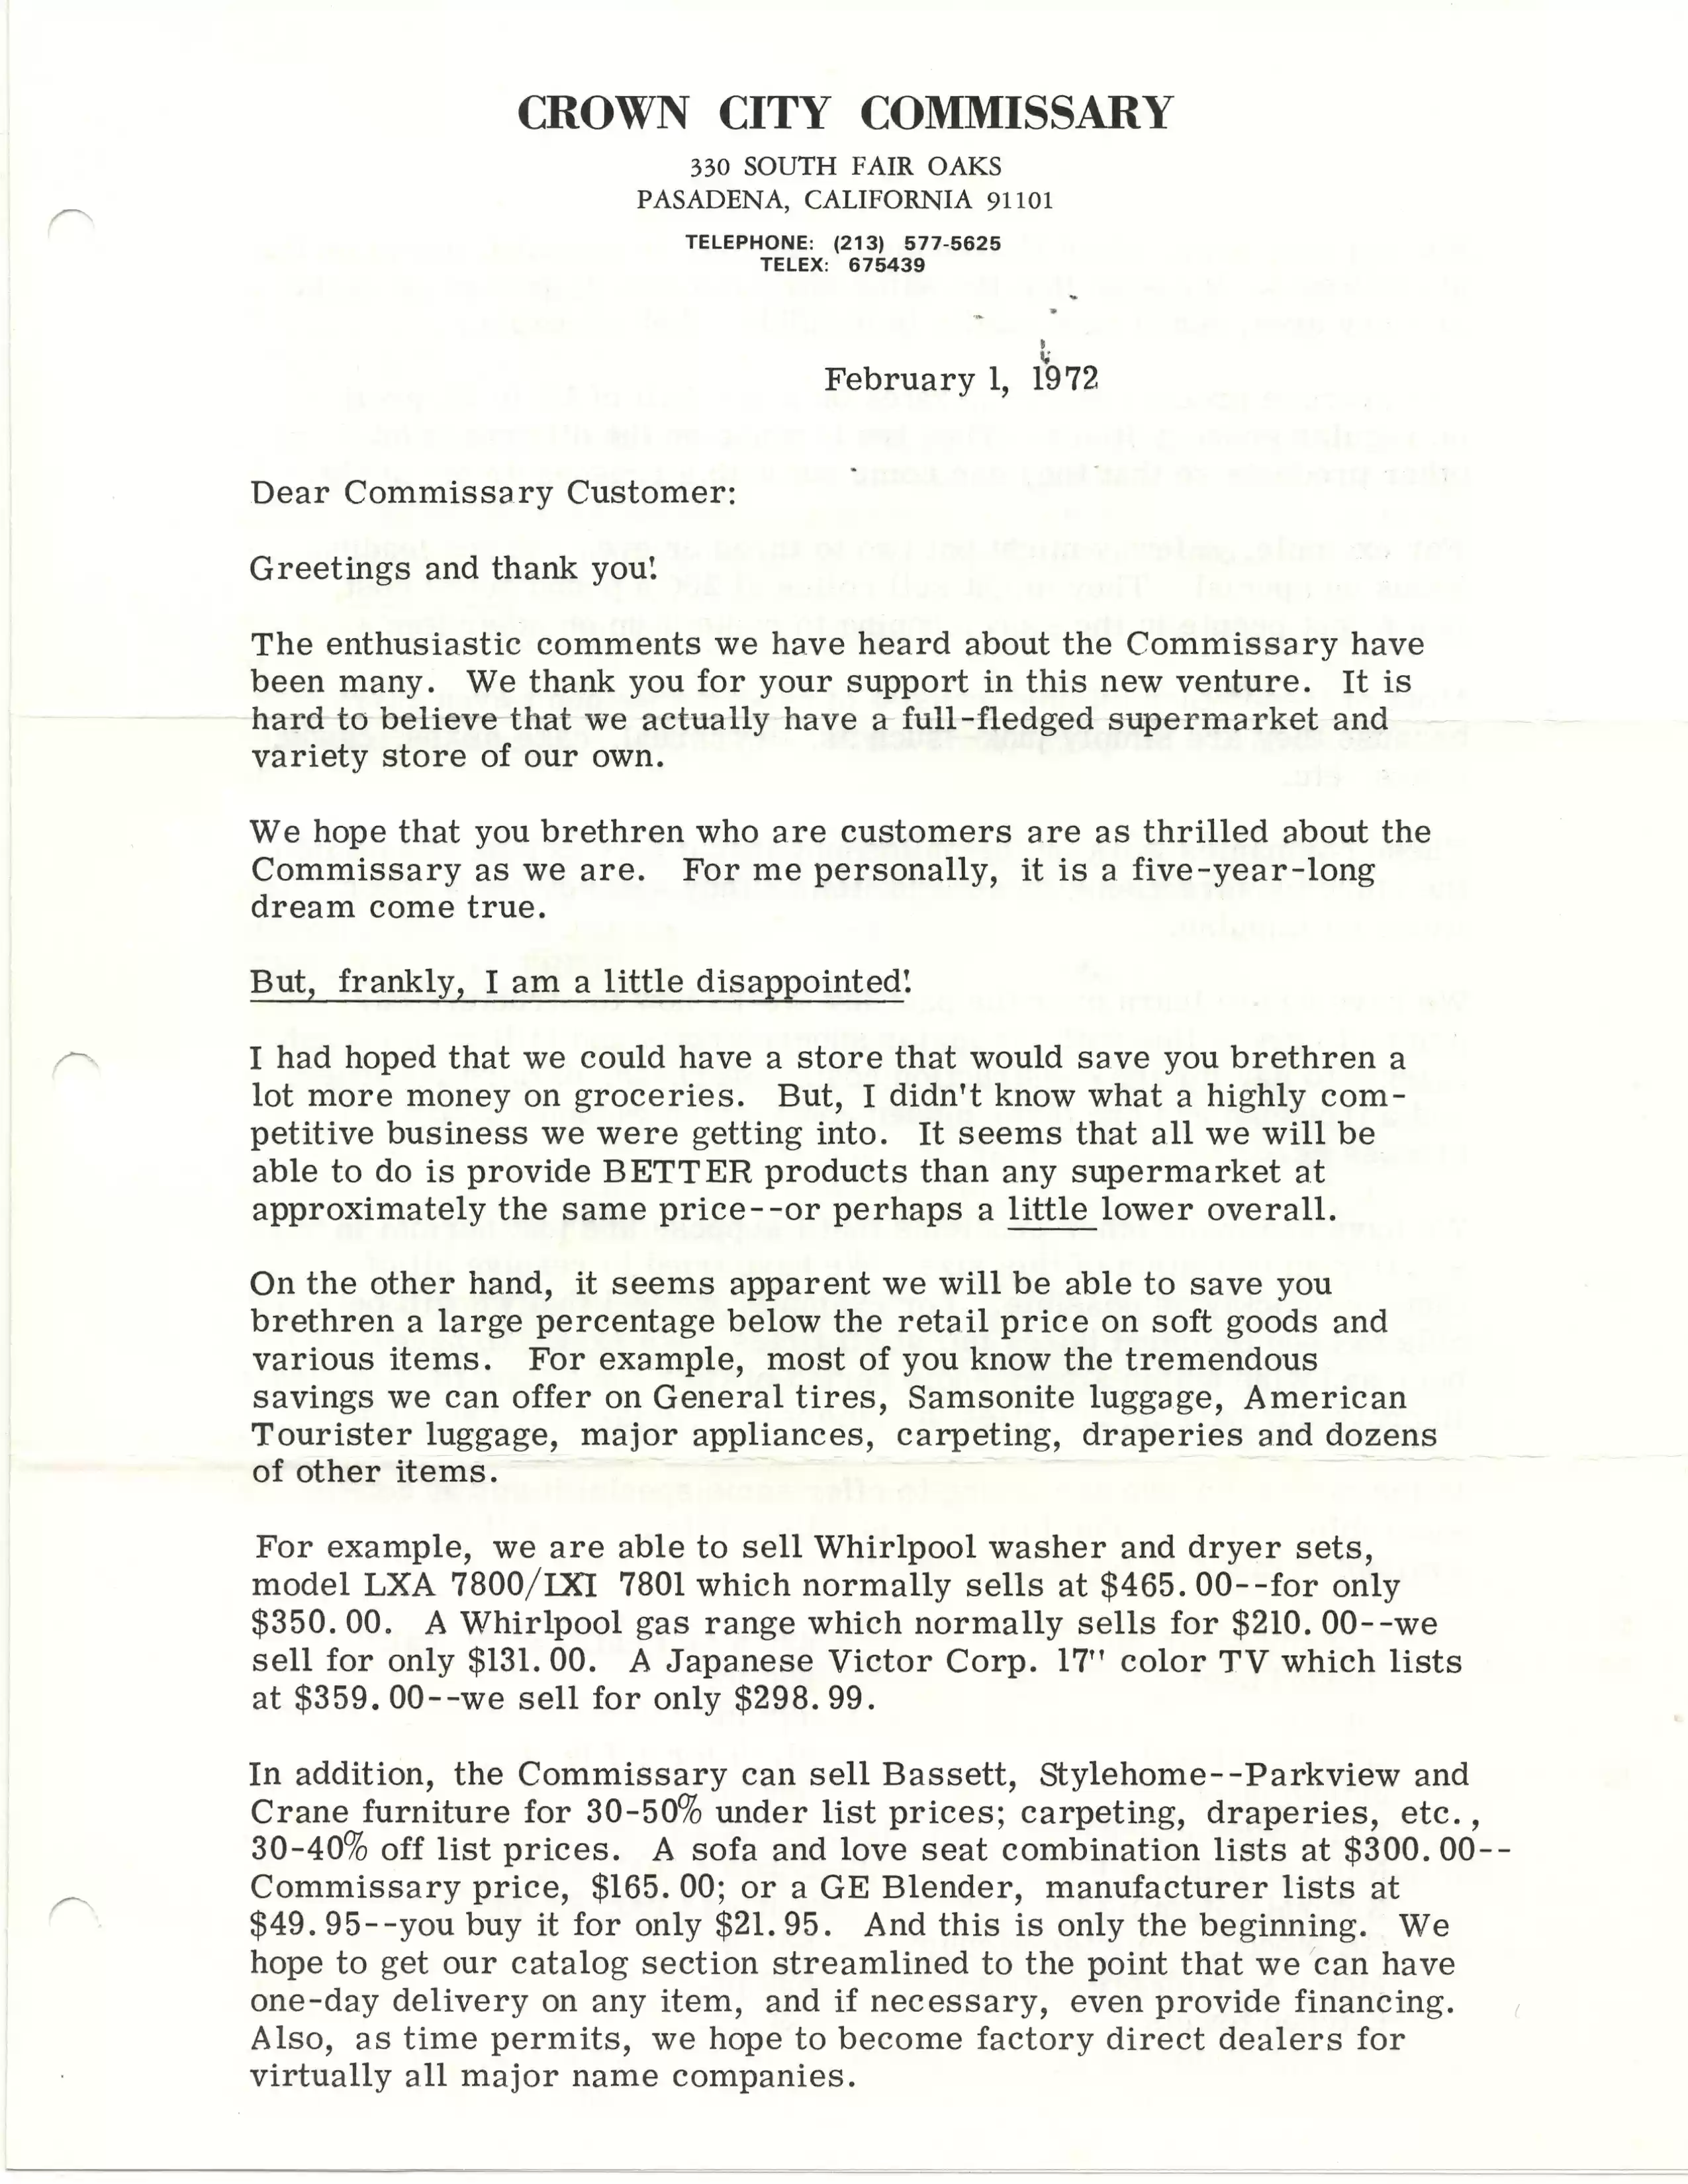 CROWN CITY COMMISSARY
330 SOUTH FAIR OAKS
PASADENA, CALIFORNIA 91101
TELEPHONE: (213) 577-5625
TELEX: 675439
February 1, 1972
Dear Commissary Customer:
Greetings and thank you!
The enthusiastic comments we have heard about the Commissary have
been many. We thank you for your support in this new venture. It is
hard to believe that we actually have a full-fledged supermarket and
variety store of our own.
We hope that you brethren who are customers are as thrilled about the
Commissary as we are. For me personally, it is a five-year-long
dream come true.
But, frankly, I am a little disappointed!
I had hoped that we could have a store that would save you brethren a
lot more money on groceries. But, I didn't know what a highly com-
petitive business we were getting into. It seems that all we will be
able to do is provide BETTER products than any supermarket at
approximately the same price--or perhaps a little lower overall.
On the other hand, it seems apparent we will be able to save you
brethren a large percentage below the retail price on soft goods and
various items. For example, most of you know the tremendous
savings we can offer on General tires, Samsonite luggage, American
Tourister luggage, major appliances, carpeting, draperies and dozens
of other items.
For example, we are able to sell Whirlpool washer and dryer sets,
model LXA 7800/LXI 7801 which normally sells at $465.00--for only
$350.00. A Whirlpool gas range which normally sells for $210.00--we
sell for only $131.00. A Japanese Victor Corp. 17" color TV which lists
at $359.00--we sell for only $298.99.
In addition, the Commissary can sell Bassett, Stylehome--Parkview and
Crane furniture for 30-50% under list prices; carpeting, draperies, etc.,
30-40% off list prices. A sofa and love seat combination lists at $300.00--
Commissary price, $165.00; or a GE Blender, manufacturer lists at
$49.95--you buy it for only $21.95. And this is only the beginning. We
hope to get our catalog section streamlined to the point that we can have
one-day delivery on any item, and if necessary, even provide financing.
Also, as time permits, we hope to become factory direct dealers for
virtually all major name companies.